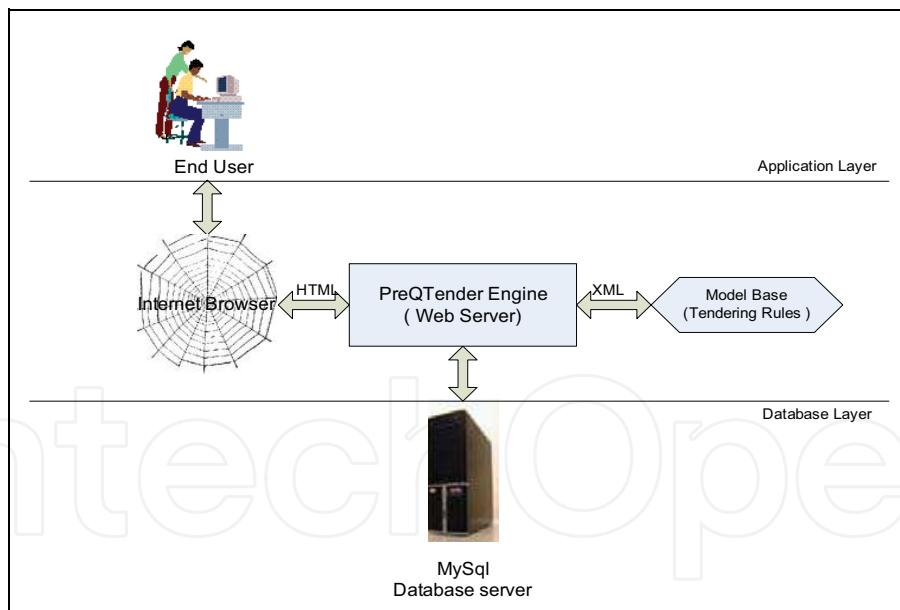 End User
Application Layer
Internet Browser
HTML
PreQTender Engine
( Web Server)
XML
Model Base
(Tendering Rules )
Database Layer
ntechOpe
MySql
Database server